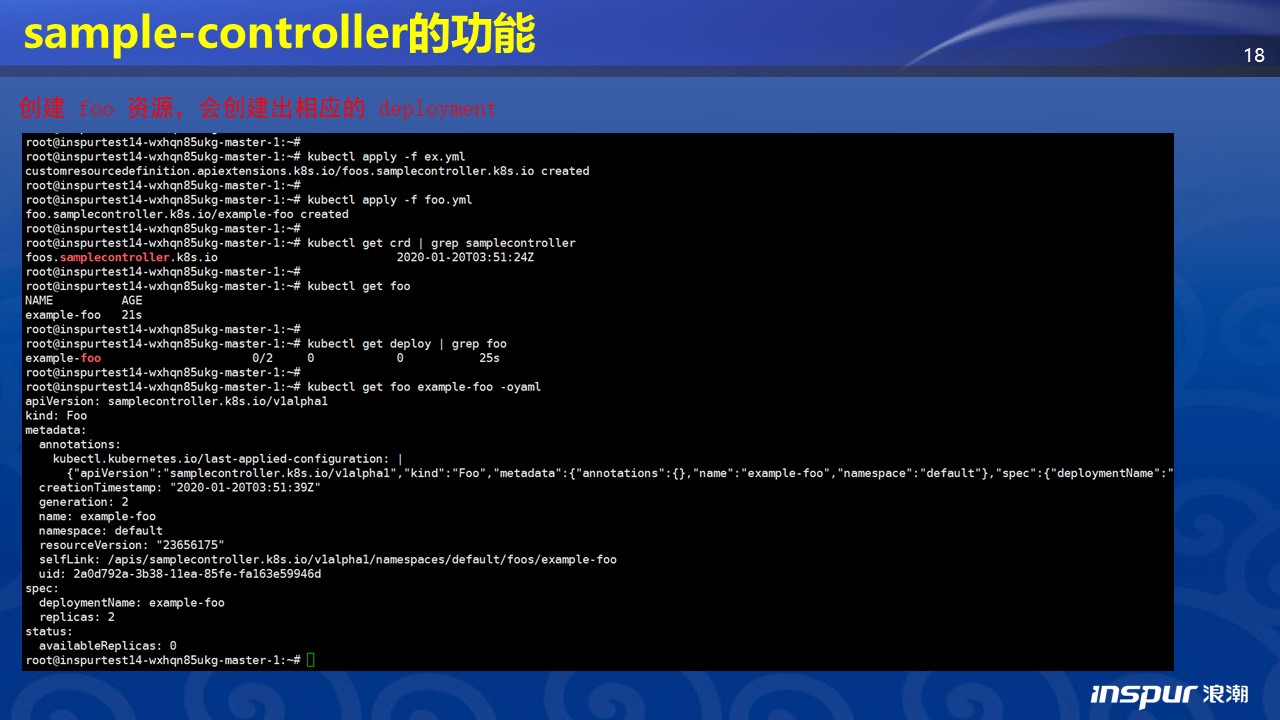 sample-controller的功能
18
创建 foo 资源, 会创建出相应的 deployment
root@inspurtest14-wxhqn85ukg-master-1:~#
root@inspurtest14-wxhqn85ukg-master-1:~# kubectl apply -f ex.yml
customresourcedefinition.apiextensions.k8s.io/foos.samplecontroller.k8s.io created
root@inspurtest14-wxhqn85ukg-master-1:~#
root@inspurtest14-wxhqn85ukg-master-1:~# kubectl apply -f foo.yml
foo.samplecontroller.k8s.io/example-foo created
root@inspurtest14-wxhqn85ukg-master-1:~#
root@inspurtest14-wxhqn85ukg-master-1:~# kubectl get crd | grep samplecontroller
foos.samplecontroller.k8s.io 2020-01-20T03:51:24Z
root@inspurtest14-wxhqn85ukg-master-1:~#
root@inspurtest14-wxhqn85ukg-master-1:~# kubectl get foo
NAME AGE
example-foo 21s
root@inspurtest14-wxhqn85ukg-master-1:~#
root@inspurtest14-wxhqn85ukg-master-1:~# kubectl get deploy | grep foo
example-foo 0/2 0 0 25s
root@inspurtest14-wxhqn85ukg-master-1:~#
root@inspurtest14-wxhqn85ukg-master-1:~# kubectl get foo example-foo -oyaml
apiVersion: samplecontroller.k8s.io/v1alpha1
kind: Foo
metadata:
  annotations:
    kubectl.kubernetes.io/last-applied-configuration: |
      {"apiVersion":"samplecontroller.k8s.io/v1alpha1","kind":"Foo","metadata":{"annotations":{},"name":"example-foo","namespace":"default"},"spec":{"deploymentName":"
  creationTimestamp: "2020-01-20T03:51:39Z"
  generation: 2
  name: example-foo
  namespace: default
  resourceVersion: "23656175"
  selfLink: /apis/samplecontroller.k8s.io/v1alpha1/namespaces/default/foos/example-foo
  uid: 2a0d792a-3b38-11ea-85fe-fa163e59946d
spec:
  deploymentName: example-foo
  replicas: 2
status:
  availableReplicas: 0
root@inspurtest14-wxhqn85ukg-master-1:~#
inspur 浪潮